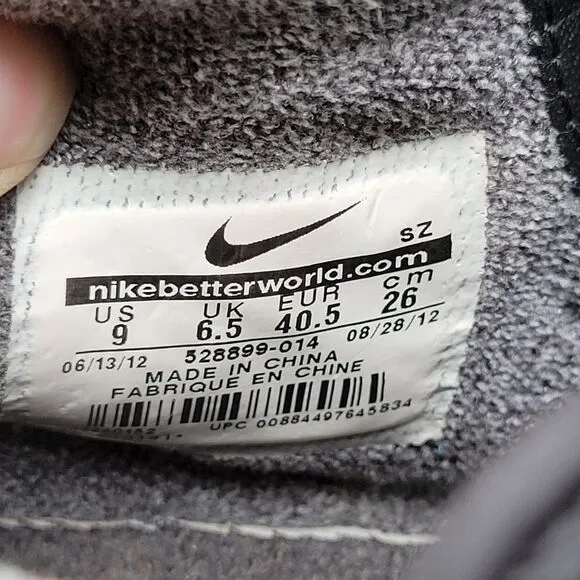 SZ
nikebetterworld.com
US UK EUR cm
9 6.5 40.5 26
06/13/12 528899-014 08/28/12
MADE IN CHINA
FABRIQUE EN CHINE
UPC 00884497645834